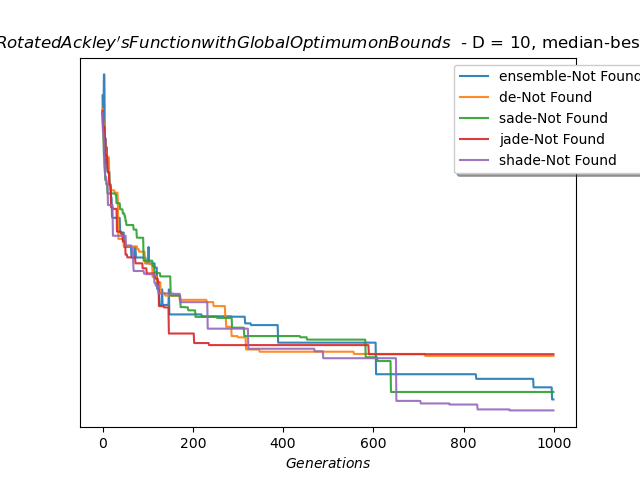 RotatedAckley'sFunctionwithGlobalOptimumonBounds - D = 10, median-bes
ensemble-Not Found
de-Not Found
sade-Not Found
jade-Not Found
shade-Not Found
0 200 400 600 800 1000
Generations